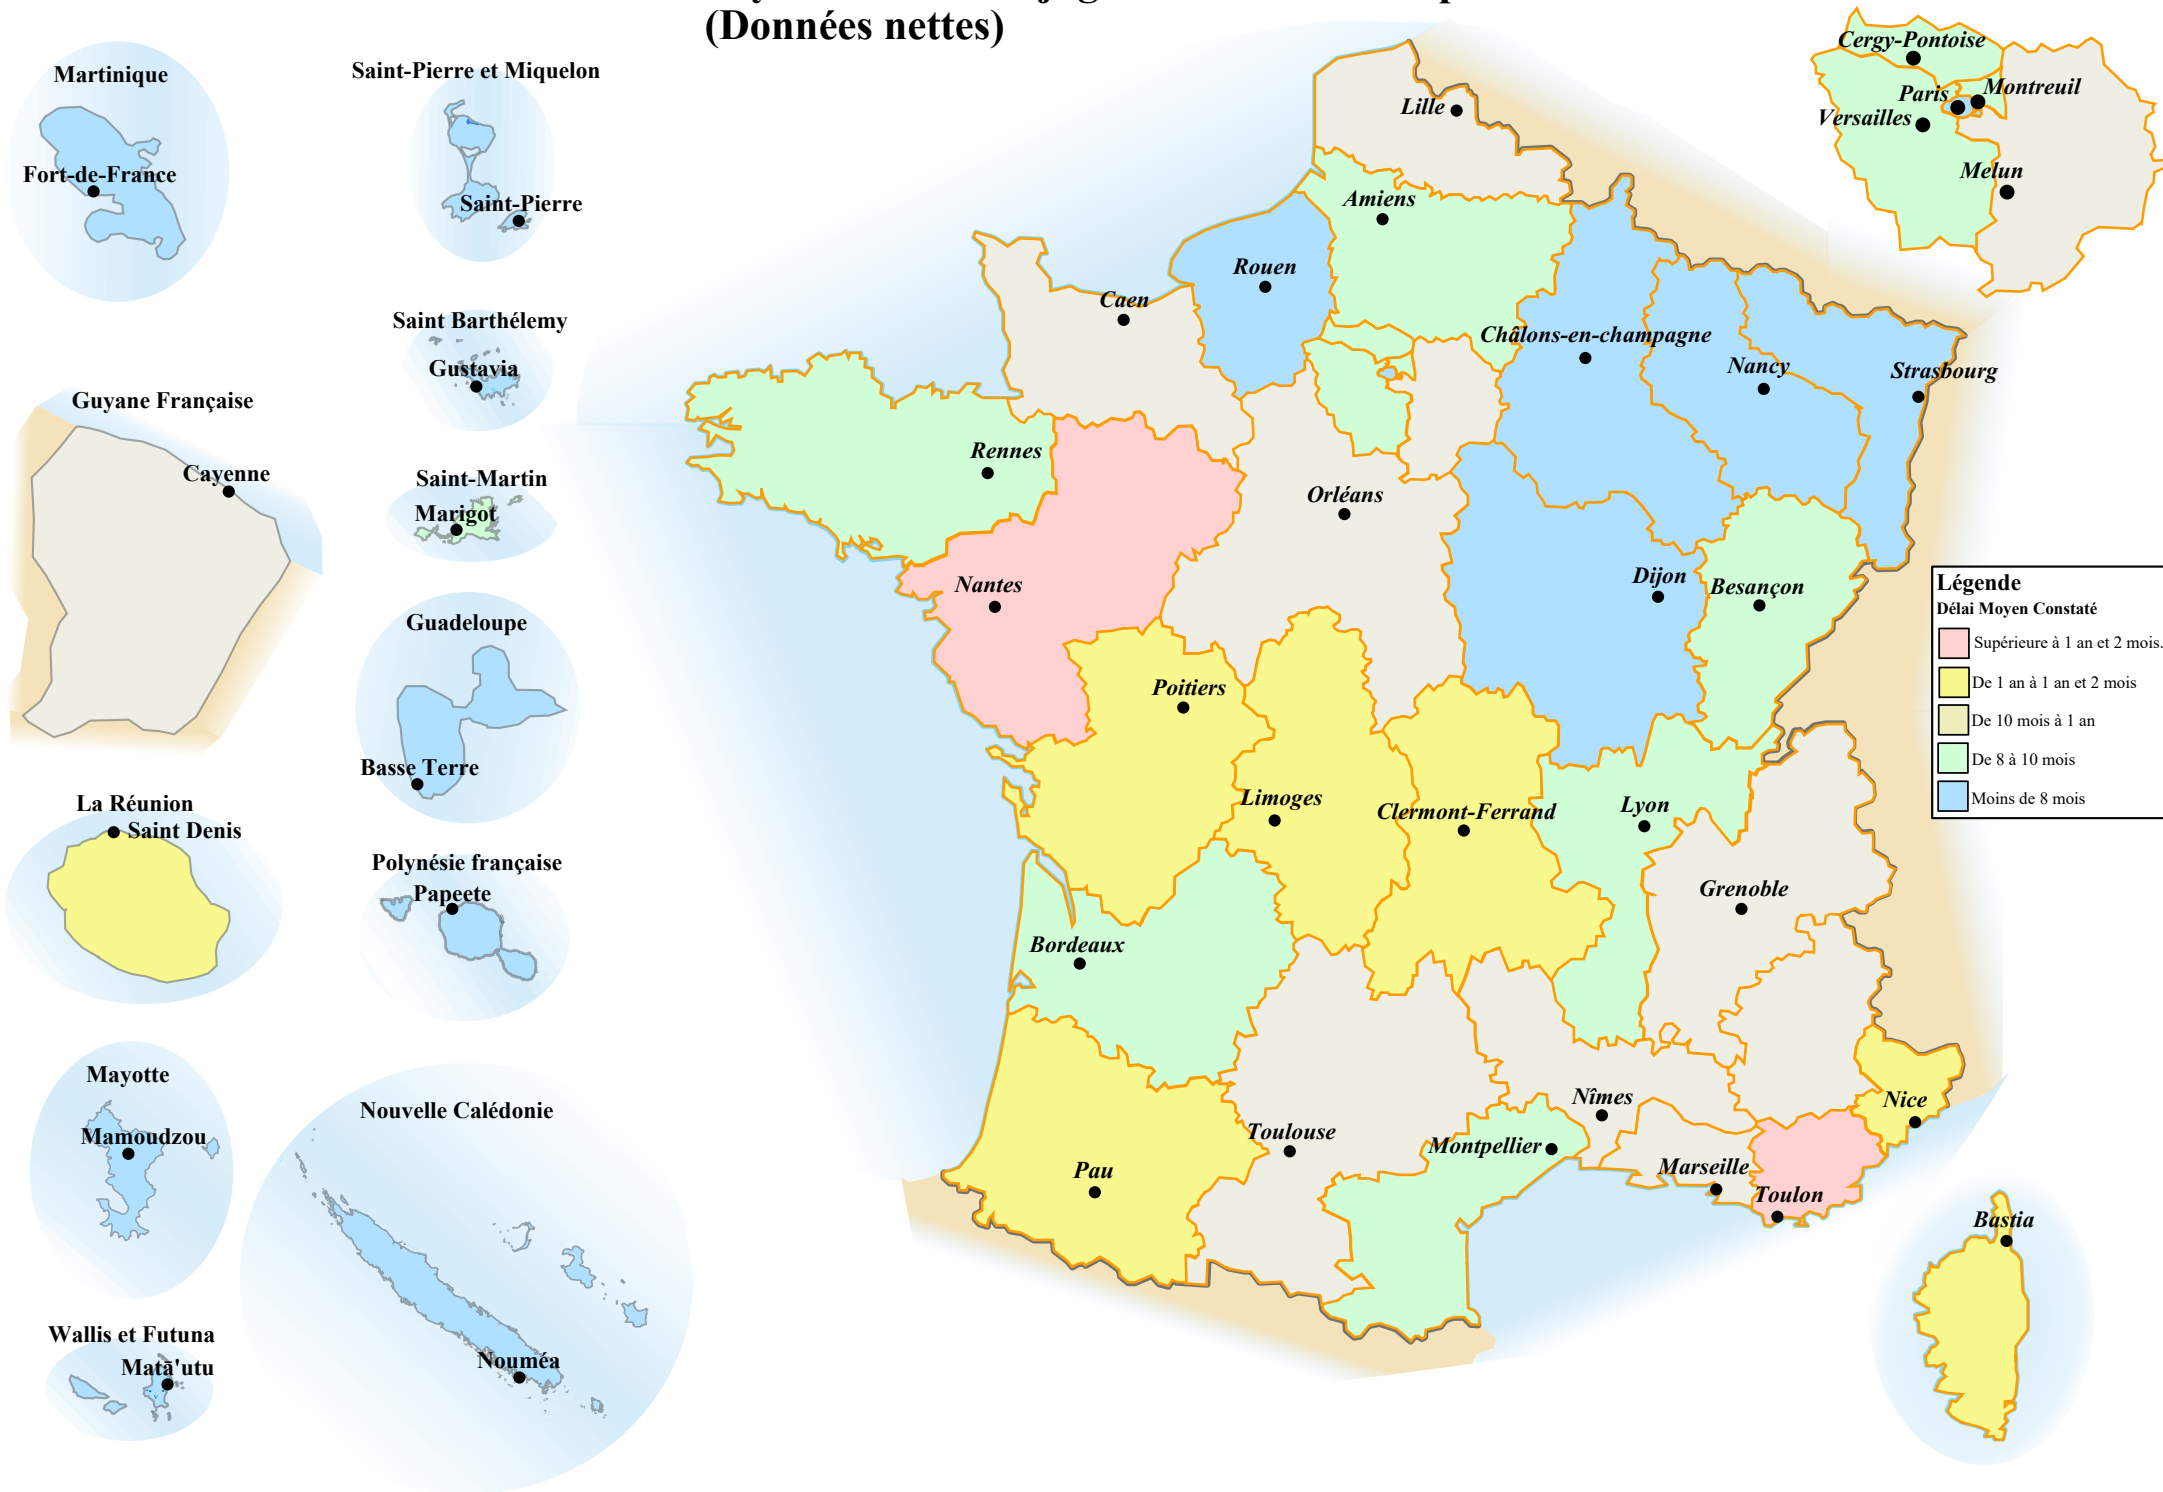 (Données nettes)
Martinique
Fort-de-France
Saint-Pierre et Miquelon
Saint-Pierre
Saint Barthélemy
Gustavia
Guyane Française
Cayenne
Saint-Martin
Marigot
Guadeloupe
Basse Terre
La Réunion
Saint Denis
Polynésie française
Papeete
Mayotte
Mamoudzou
Nouvelle Calédonie
Nouméa
Wallis et Futuna
Matā'utu
Lille
Amiens
Rouen
Caen
Châlons-en-champagne
Nancy
Strasbourg
Rennes
Orléans
Nantes
Dijon
Besançon
Poitiers
Limoges
Clermont-Ferrand
Lyon
Grenoble
Bordeaux
Nîmes
Nice
Toulouse
Montpellier
Marseille
Pau
Toulon
Bastia
Cergy-Pontoise
Paris
Montreuil
Versailles
Melun
Légende
Délai Moyen Constaté
Supérieure à 1 an et 2 mois.
De 1 an à 1 an et 2 mois
De 10 mois à 1 an
De 8 à 10 mois
Moins de 8 mois